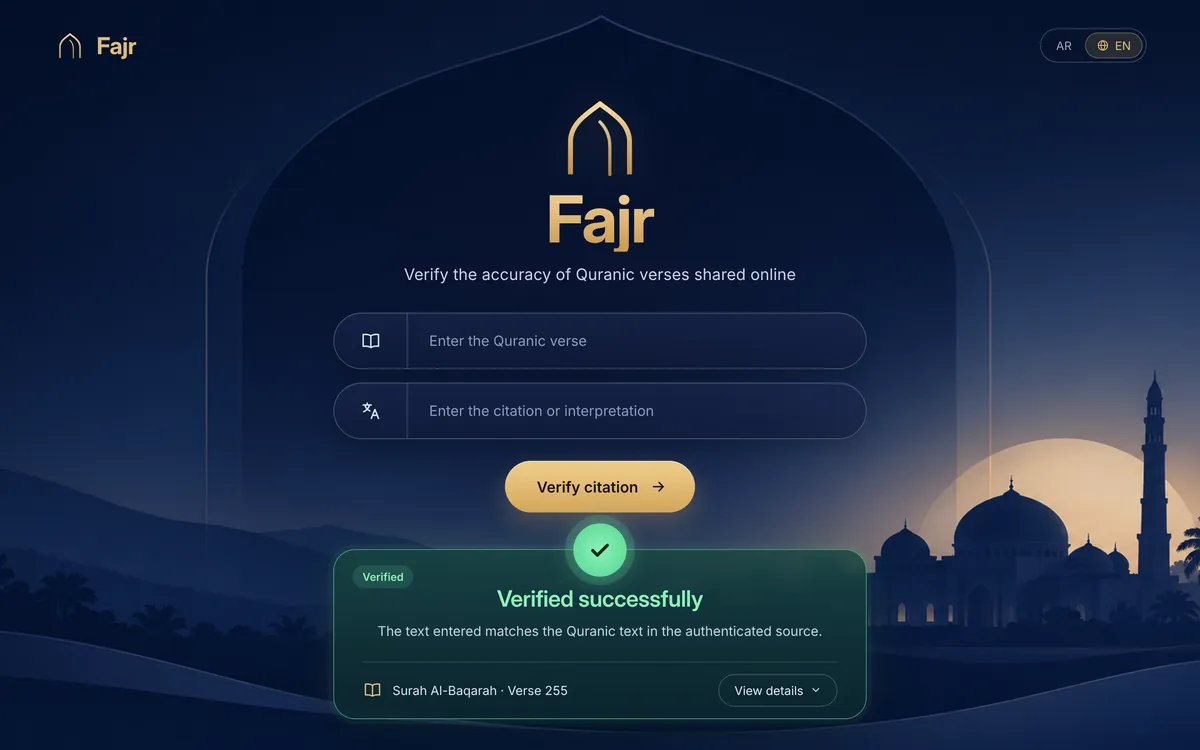 Fajr
AR
EN
Fajr
Verify the accuracy of Quranic verses shared online
Enter the Quranic verse
Enter the citation or interpretation
Verify citation
Verified
Verified successfully
The text entered matches the Quranic text in the authenticated source.
Surah Al-Baqarah · Verse 255
View details